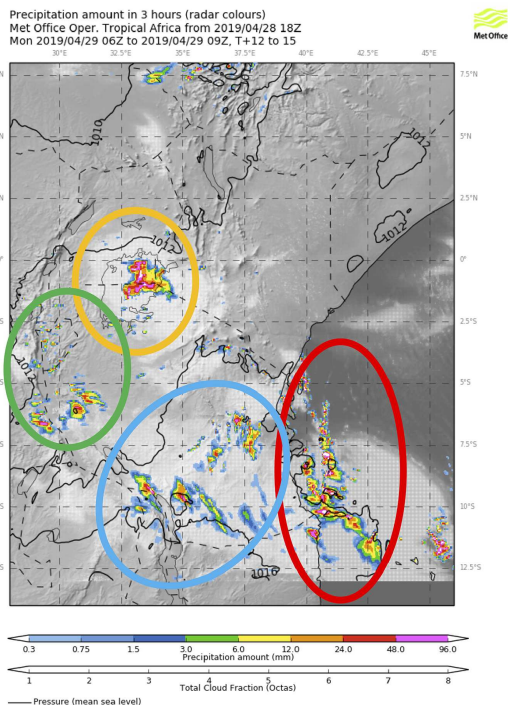 Precipitation amount in 3 hours (radar colours)
Met Office Oper. Tropical Africa from 2019/04/28 18Z
Mon 2019/04/29 06Z to 2019/04/29 09Z, T+12 to 15
Met Office
30°E 32.5°E 35°E 37.5°E 40°E 42.5°E 45°E
7.5°N
1010
5°N
1012
2.5°N
1012
0°
2.5°S
5°S
7.5°S
10°S
1016
12.5°S
0.3 0.75 1.5 3.0 6.0 12.0 24.0 48.0 96.0
Precipitation amount (mm)
1 2 3 4 5 6 7 8
Total Cloud Fraction (Octas)
Pressure (mean sea level)